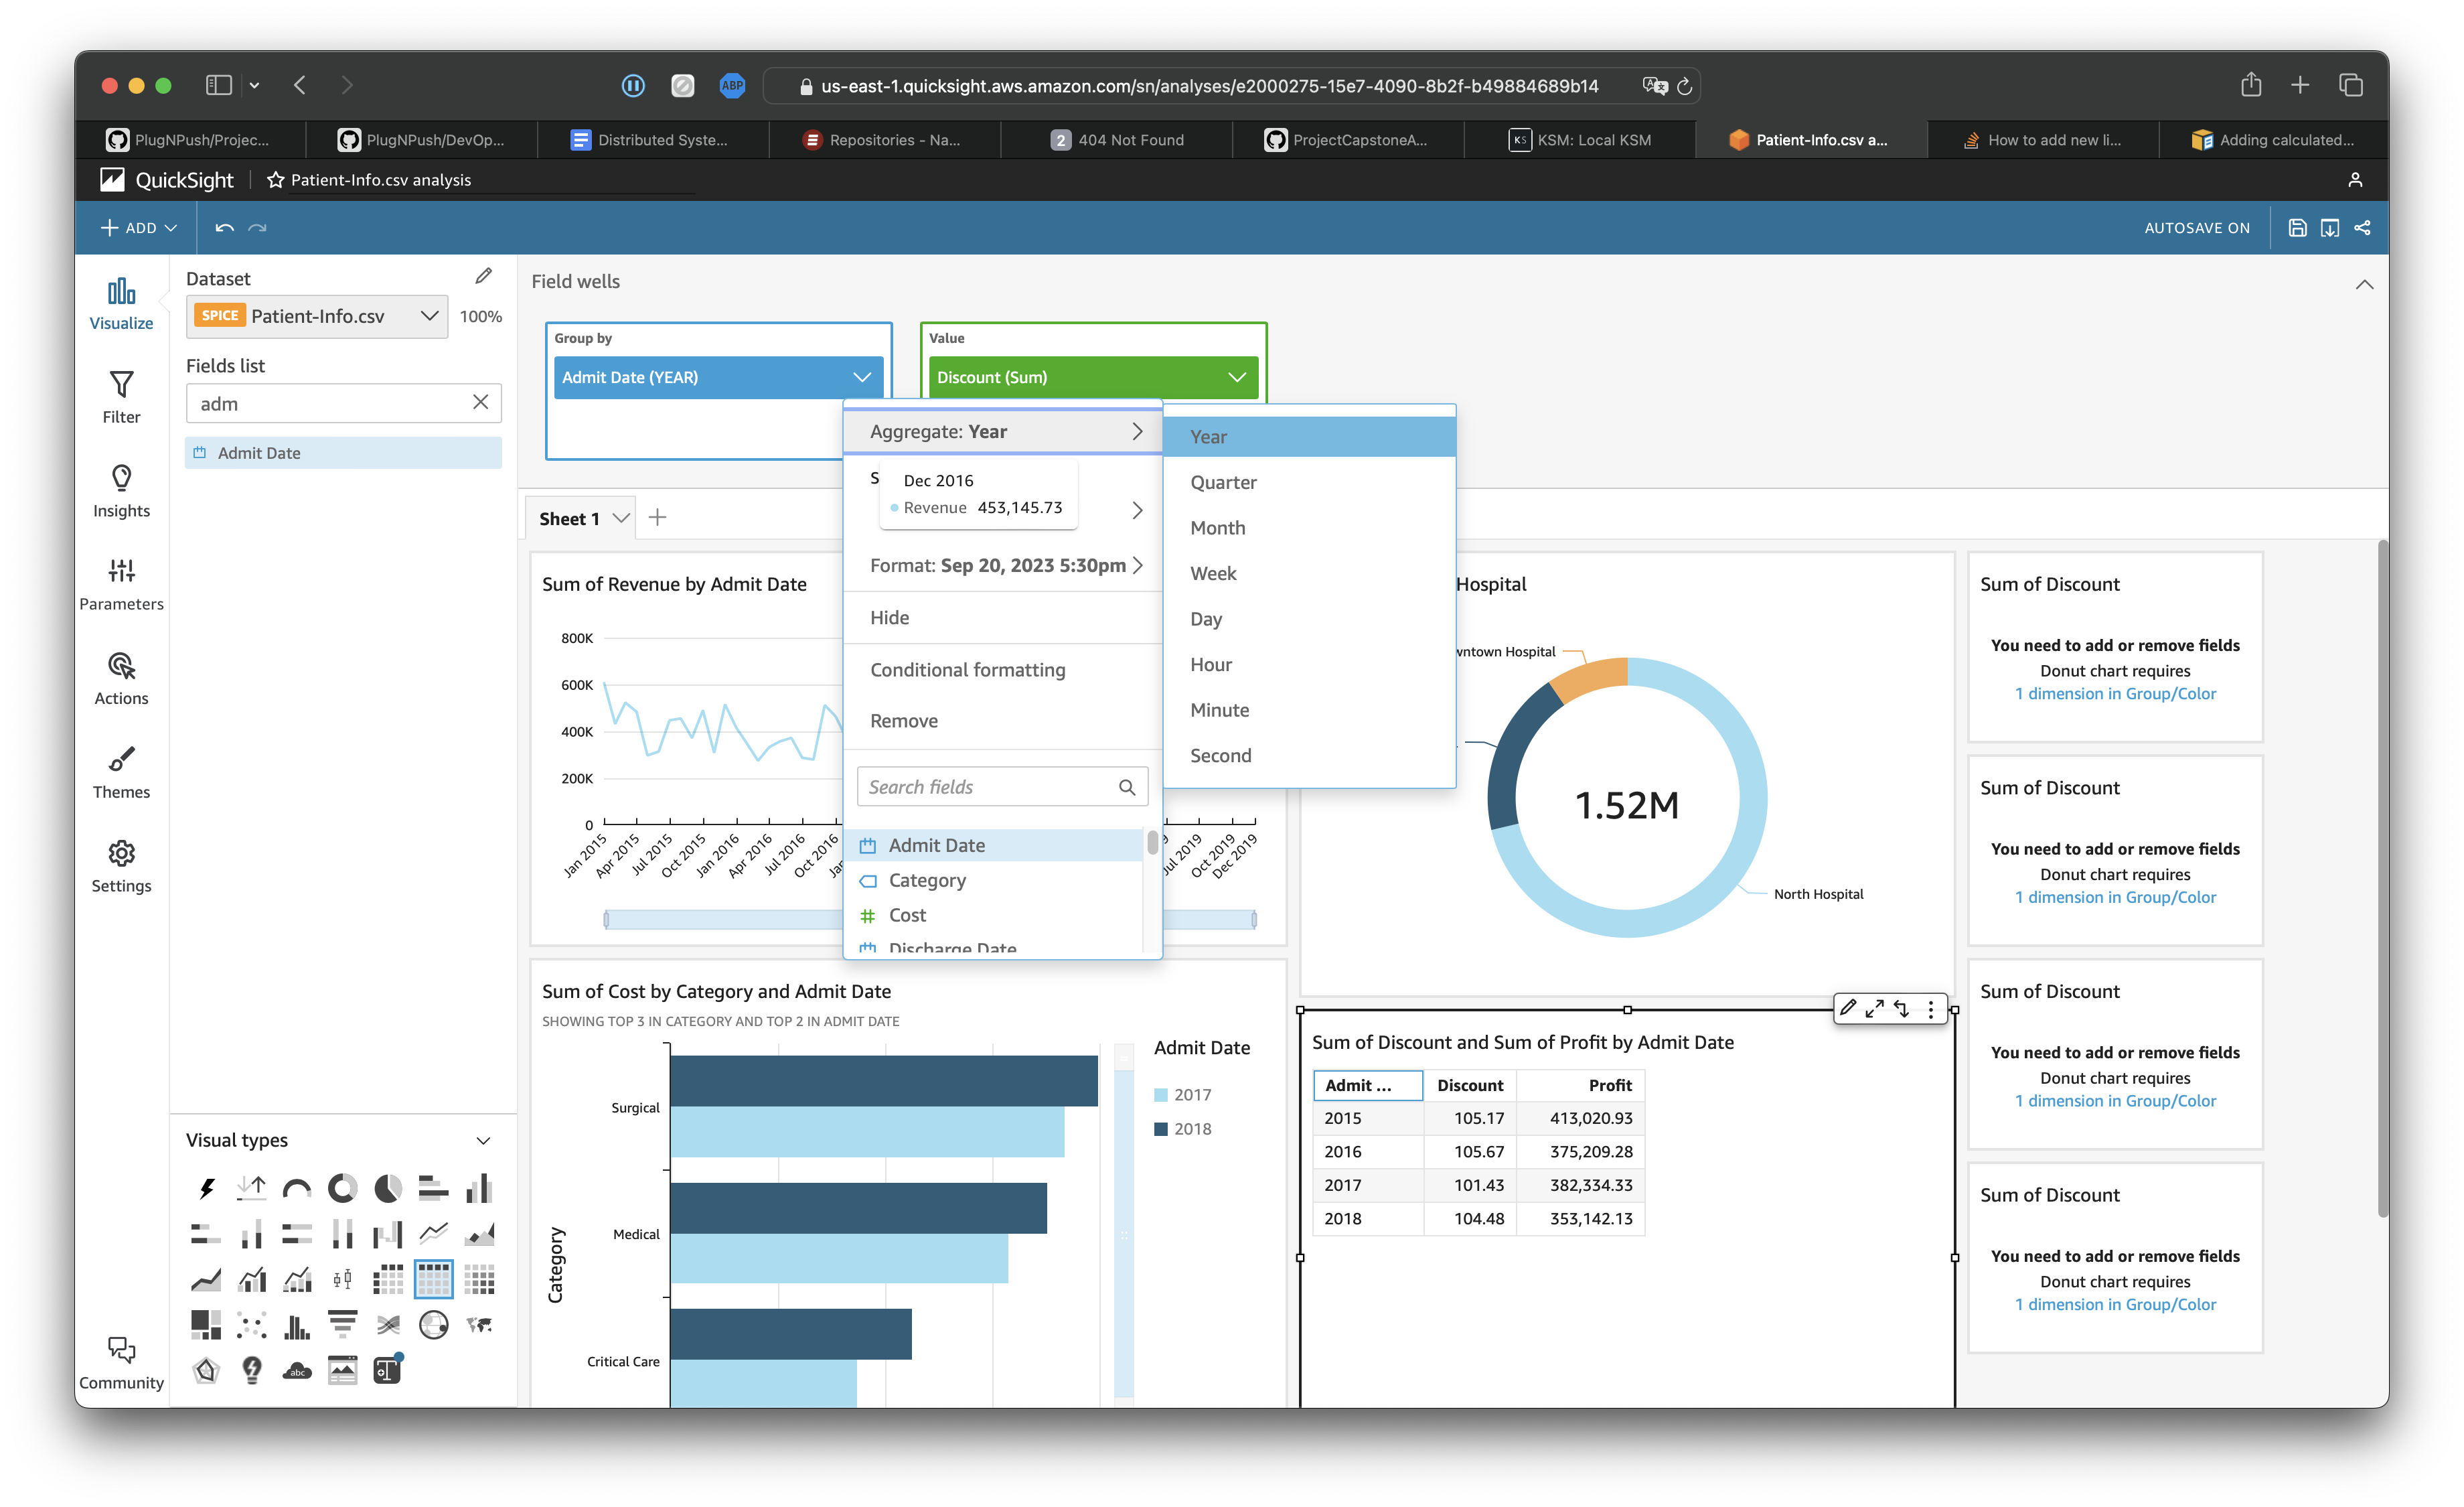 ABP
us-east-1.quicksight.aws.amazon.com/sn/analyses/e2000275-15e7-4090-8b2f-b49884689b14
PlugNPush/Projec...
PlugNPush/DevOp...
Distributed Syste...
Repositories - Na...
2 404 Not Found
ProjectCapstoneA...
KS KSM: Local KSM
Patient-Info.csv a...
How to add new li...
Adding calculated...
QuickSight
Patient-Info.csv analysis
ADD
AUTOSAVE ON
Visualize
Filter
Insights
Parameters
Actions
Themes
Settings
Community
Dataset
SPICE Patient-Info.csv
100%
Fields list
adm
Admit Date
Visual types
abc
Field wells
Group by
Admit Date (YEAR)
Value
Discount (Sum)
Aggregate: Year
S
Dec 2016
Revenue 453,145.73
Format: Sep 20, 2023 5:30pm
Hide
Conditional formatting
Remove
Search fields
Admit Date
Category
Cost
Discharge Date
Year
Quarter
Month
Week
Day
Hour
Minute
Second
Sheet 1
Sum of Revenue by Admit Date
800K
600K
400K
200K
0
Jan 2015
Apr 2015
Jul 2015
Oct 2015
Jan 2016
Apr 2016
Jul 2016
Oct 2016
Jul 2019
Oct 2019
Dec 2019
Hospital
wntown Hospital
1.52M
North Hospital
Sum of Discount
You need to add or remove fields
Donut chart requires
1 dimension in Group/Color
Sum of Discount
You need to add or remove fields
Donut chart requires
1 dimension in Group/Color
Sum of Discount
You need to add or remove fields
Donut chart requires
1 dimension in Group/Color
Sum of Discount
You need to add or remove fields
Donut chart requires
1 dimension in Group/Color
Sum of Cost by Category and Admit Date
SHOWING TOP 3 IN CATEGORY AND TOP 2 IN ADMIT DATE
Category
Surgical
Medical
Critical Care
Admit Date
2017
2018
Sum of Discount and Sum of Profit by Admit Date
Admit ... Discount Profit
2015 105.17 413,020.93
2016 105.67 375,209.28
2017 101.43 382,334.33
2018 104.48 353,142.13